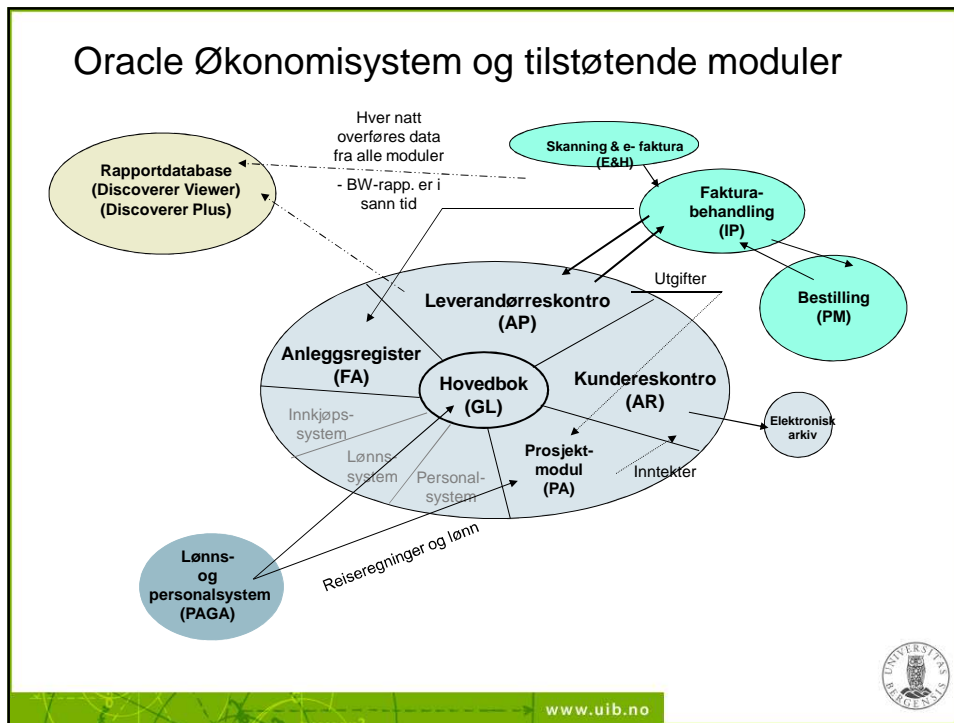 Oracle Økonomisystem og tilstøtende moduler
Hver natt
overføres data
fra alle moduler
- BW-rapp. er i
sann tid
Skanning & e- faktura
(E&H)
Rapportdatabase
(Discoverer Viewer)
(Discoverer Plus)
Faktura-
behandling
(IP)
Utgifter
Bestilling
(PM)
Leverandørreskontro
(AP)
Anleggsregister
(FA)
Hovedbok
(GL)
Kundereskontro
(AR)
Elektronisk
arkiv
Innkjøps-
system
Lønns-
system
Personal-
system
Prosjekt-
modul
(PA)
Inntekter
Reiseregninger og lønn
Lønns-
og
personalsystem
(PAGA)
UNIVERSITAS
BERGENSIS
www.uib.no